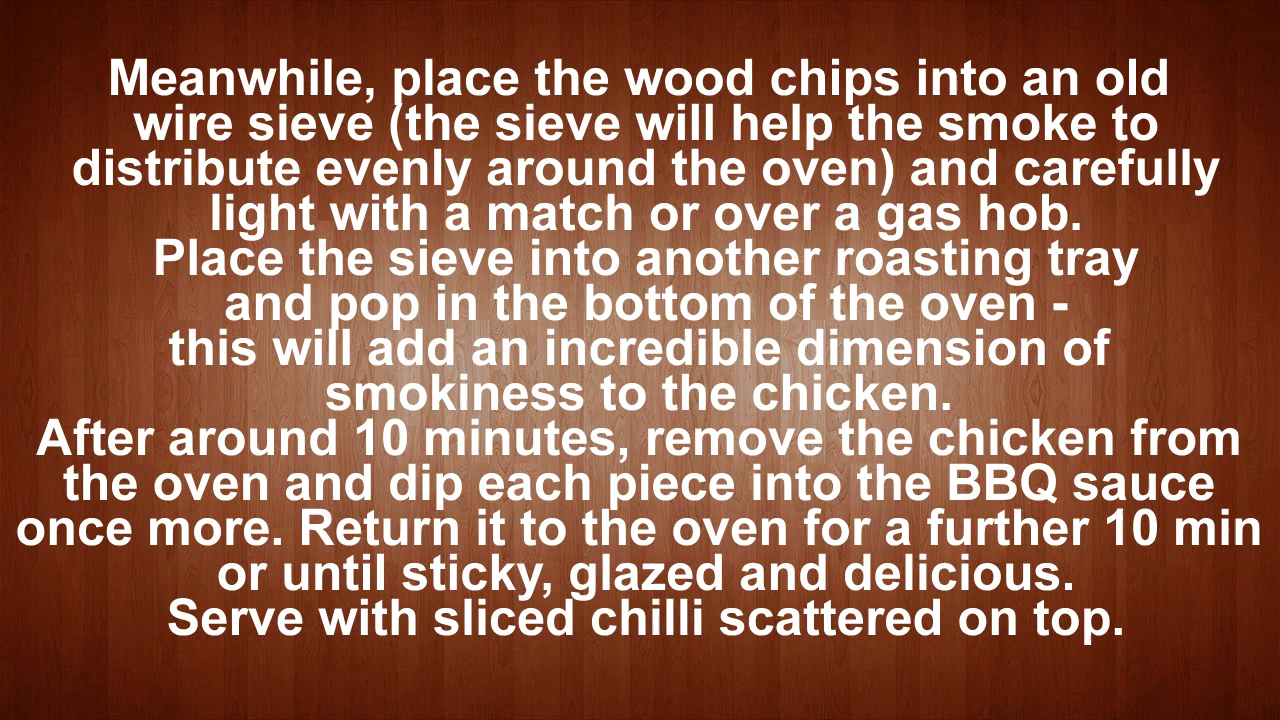 Meanwhile, place the wood chips into an old
wire sieve (the sieve will help the smoke to
distribute evenly around the oven) and carefully
light with a match or over a gas hob.
Place the sieve into another roasting tray
and pop in the bottom of the oven -
this will add an incredible dimension of
smokiness to the chicken.
After around 10 minutes, remove the chicken from
the oven and dip each piece into the BBQ sauce
once more. Return it to the oven for a further 10 min
or until sticky, glazed and delicious.
Serve with sliced chilli scattered on top.